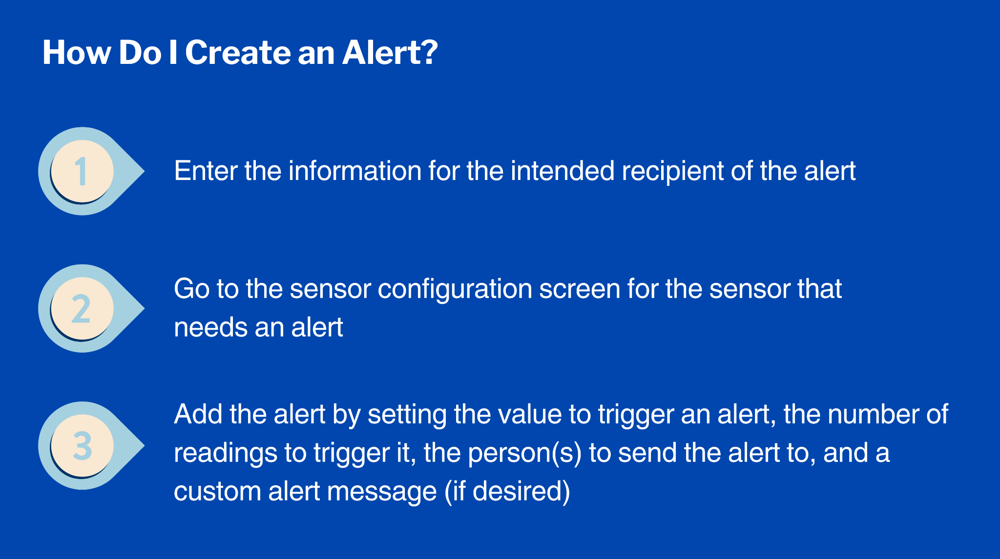 How Do I Create an Alert?
1
Enter the information for the intended recipient of the alert
2
Go to the sensor configuration screen for the sensor that
needs an alert
3
Add the alert by setting the value to trigger an alert, the number of
readings to trigger it, the person(s) to send the alert to, and a
custom alert message (if desired)